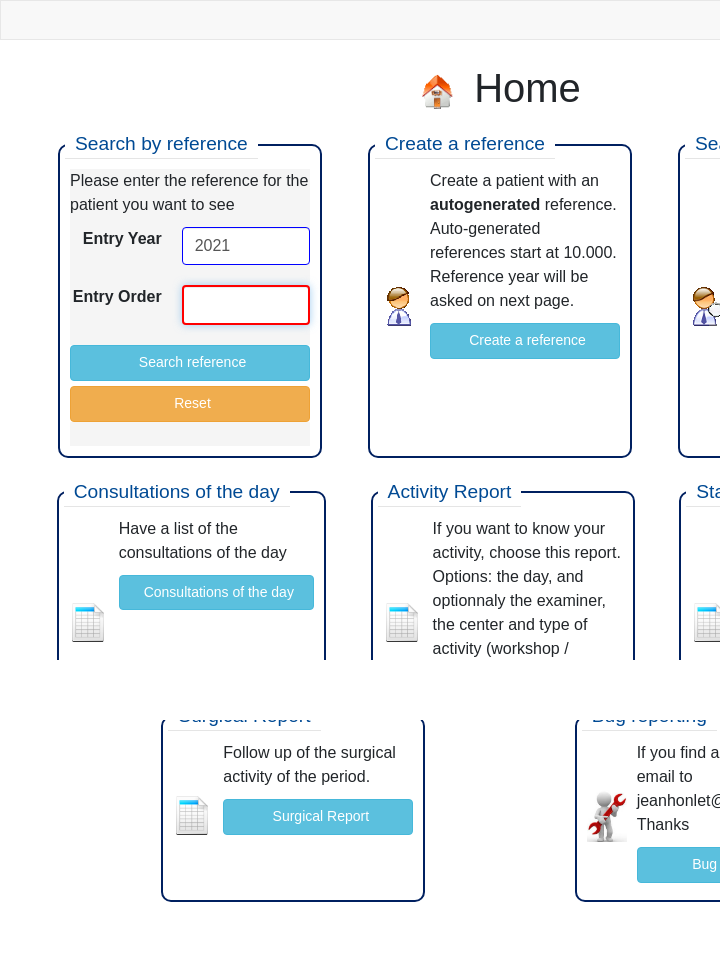 Home
Search by reference
Please enter the reference for the
patient you want to see
Entry Year
2021
Entry Order
Search reference
Reset
Create a reference
Create a patient with an
autogenerated reference.
Auto-generated
references start at 10.000.
Reference year will be
asked on next page.
Create a reference
Consultations of the day
Have a list of the
consultations of the day
Consultations of the day
Activity Report
If you want to know your
activity, choose this report.
Options: the day, and
optionnaly the examiner,
the center and type of
activity (workshop /
Surgical Report
Follow up of the surgical
activity of the period.
Surgical Report
Bug reporting
If you find a
email to
jeanhonlet@
Thanks
Bug